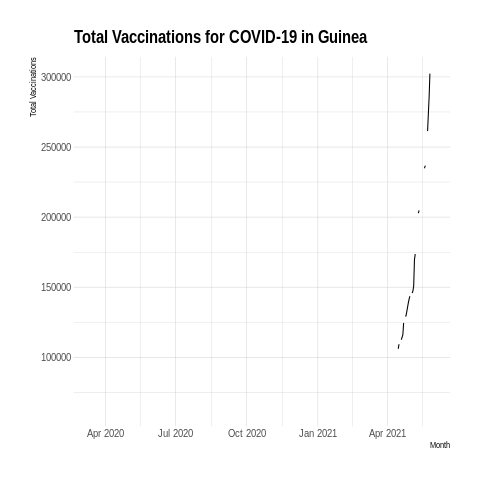 Total Vaccinations for COVID-19 in Guinea
Total Vaccinations
300000
250000
200000
150000
100000
Apr 2020 Jul 2020 Oct 2020 Jan 2021 Apr 2021
Month